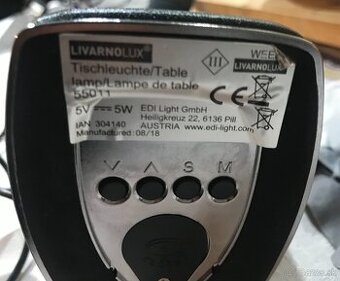 LIVARNOLUX®
Tischleuchte/Table
lamp/Lampe de table
55011
5V⎓5W
IAN: 304140
Manufactured: 08/18
EDI Light GmbH
Heiligkreuz 22, 6136 Pill
AUSTRIA www.edi-light.com
III
WEE
LIVARNOLUX®
CE
V A S M